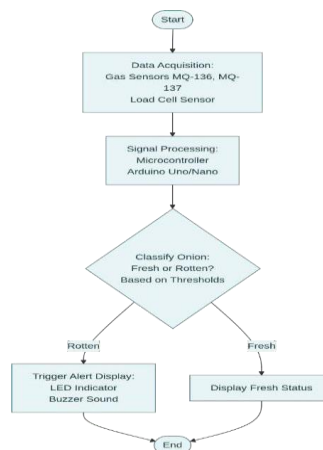 Start
Data Acquisition:
Gas Sensors MQ-136, MQ-
137
Load Cell Sensor
Signal Processing:
Microcontroller
Arduino Uno/Nano
Classify Onion:
Fresh or Rotten?
Based on Thresholds
Rotten
Fresh
Trigger Alert Display:
LED Indicator
Buzzer Sound
Display Fresh Status
End